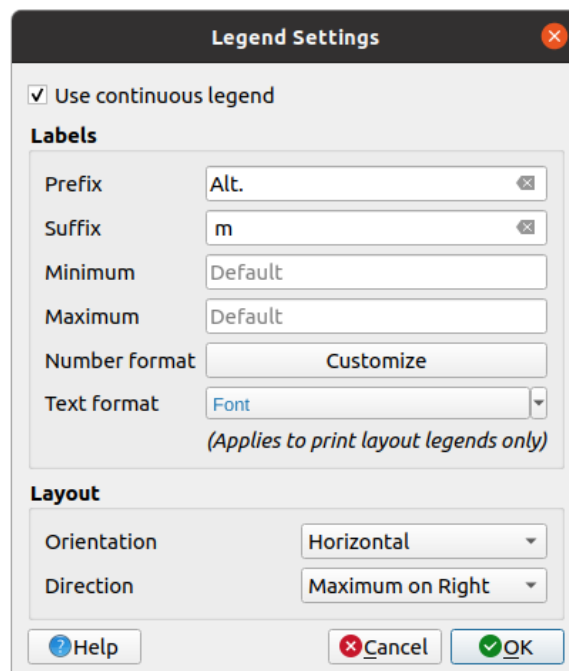 Legend Settings
Use continuous legend
Labels
Prefix Alt.
Suffix m
Minimum Default
Maximum Default
Number format Customize
Text format Font
(Applies to print layout legends only)
Layout
Orientation Horizontal
Direction Maximum on Right
Help Cancel OK